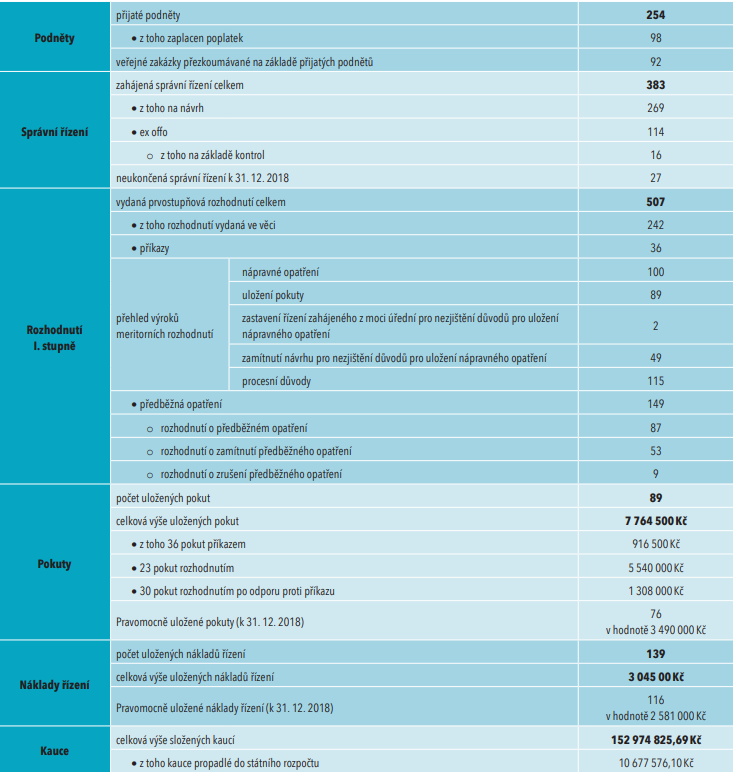 Podněty
přijaté podněty 254
• z toho zaplacen poplatek 98
veřejné zakázky přezkoumávané na základě přijatých podnětů 92
Správní řízení
zahájená správní řízení celkem 383
• z toho na návrh 269
• ex offo 114
o z toho na základě kontrol 16
neukončená správní řízení k 31. 12. 2018 27
Rozhodnutí
I. stupně
vydaná prvostupňová rozhodnutí celkem 507
• z toho rozhodnutí vydaná ve věci 242
• příkazy 36
přehled výroků
meritorních rozhodnutí
nápravné opatření 100
uložení pokuty 89
zastavení řízení zahájeného z moci úřední pro nezjištění důvodů pro uložení
nápravného opatření 2
zamítnutí návrhu pro nezjištění důvodů pro uložení nápravného opatření 49
procesní důvody 115
• předběžná opatření 149
o rozhodnutí o předběžném opatření 87
o rozhodnutí o zamítnutí předběžného opatření 53
o rozhodnutí o zrušení předběžného opatření 9
Pokuty
počet uložených pokut 89
celková výše uložených pokut 7 764 500 Kč
• z toho 36 pokut příkazem 916 500 Kč
• 23 pokut rozhodnutím 5 540 000 Kč
• 30 pokut rozhodnutím po odporu proti příkazu 1 308 000 Kč
Pravomocně uložené pokuty (k 31. 12. 2018) 76
v hodnotě 3 490 000 Kč
Náklady řízení
počet uložených nákladů řízení 139
celková výše uložených nákladů řízení 3 045 00 Kč
Pravomocně uložené náklady řízení (k 31. 12. 2018) 116
v hodnotě 2 581 000 Kč
Kauce
celková výše složených kaucí 152 974 825,69 Kč
• z toho kauce propadlé do státního rozpočtu 10 677 576,10 Kč